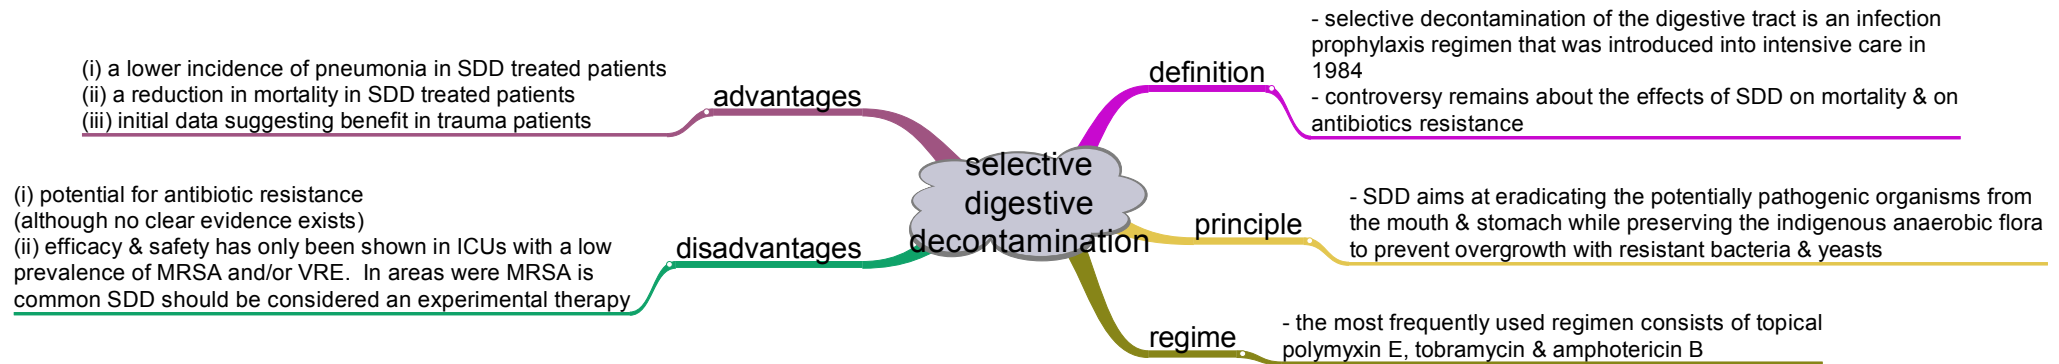 selective
digestive
decontamination
definition
- selective decontamination of the digestive tract is an infection
prophylaxis regimen that was introduced into intensive care in
1984
- controversy remains about the effects of SDD on mortality & on
antibiotics resistance
principle
- SDD aims at eradicating the potentially pathogenic organisms from
the mouth & stomach while preserving the indigenous anaerobic flora
to prevent overgrowth with resistant bacteria & yeasts
regime
- the most frequently used regimen consists of topical
polymyxin E, tobramycin & amphotericin B
advantages
(i) a lower incidence of pneumonia in SDD treated patients
(ii) a reduction in mortality in SDD treated patients
(iii) initial data suggesting benefit in trauma patients
disadvantages
(i) potential for antibiotic resistance
(although no clear evidence exists)
(ii) efficacy & safety has only been shown in ICUs with a low
prevalence of MRSA and/or VRE.  In areas were MRSA is
common SDD should be considered an experimental therapy